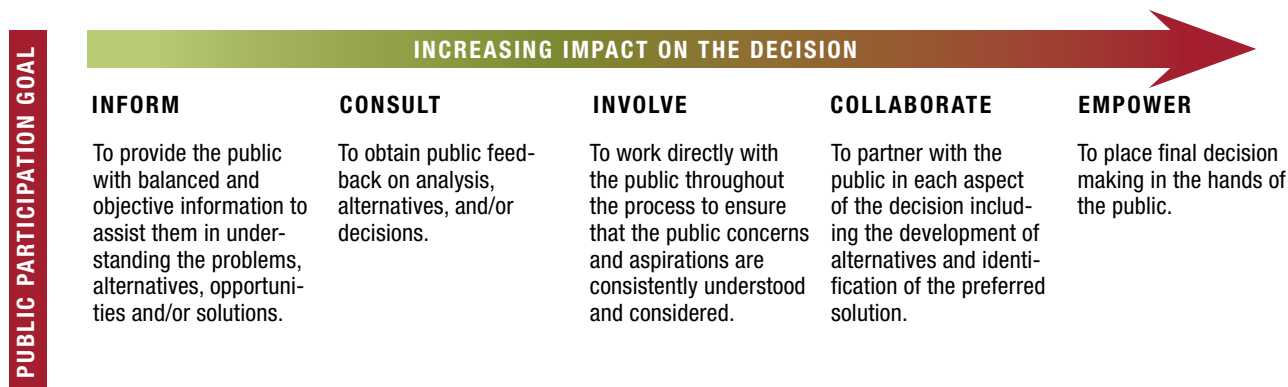 PUBLIC PARTICIPATION GOAL
INCREASING IMPACT ON THE DECISION
INFORM
To provide the public
with balanced and
objective information to
assist them in under-
standing the problems,
alternatives, opportuni-
ties and/or solutions.
CONSULT
To obtain public feed-
back on analysis,
alternatives, and/or
decisions.
INVOLVE
To work directly with
the public throughout
the process to ensure
that the public concerns
and aspirations are
consistently understood
and considered.
COLLABORATE
To partner with the
public in each aspect
of the decision includ-
ing the development of
alternatives and identi-
fication of the preferred
solution.
EMPOWER
To place final decision
making in the hands of
the public.